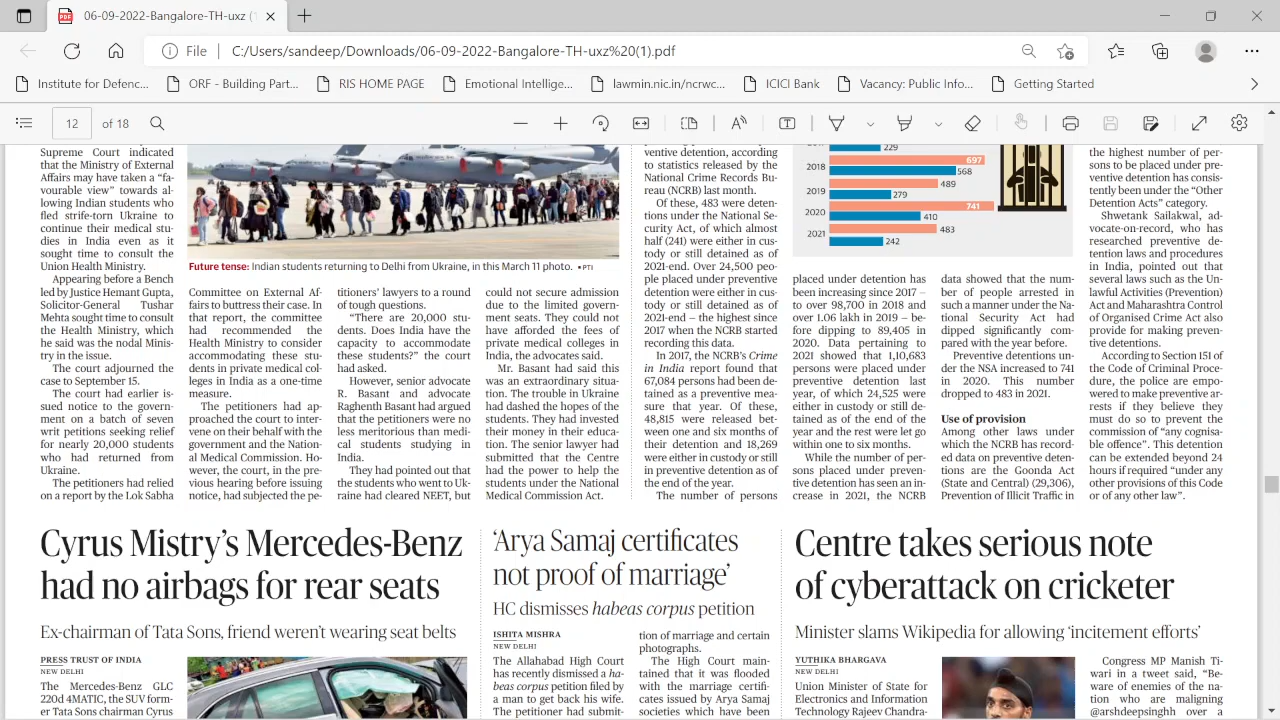 06-09-2022-Bangalore-TH-uxz (
File
C:/Users/sandeep/Downloads/06-09-2022-Bangalore-TH-uxz%20(1).pdf
Institute for Defenc...
ORF - Building Part...
RIS HOME PAGE
Emotional Intellige...
lawmin.nic.in/ncrwc...
ICICI Bank
Vacancy: Public Info...
Getting Started
12
of 18
Supreme Court indicated
that the Ministry of External
Affairs may have taken a “fa-
vourable view” towards al-
lowing Indian students who
fled strife-torn Ukraine to
continue their medical stu-
dies in India even as it
sought time to consult the
Union Health Ministry.
Appearing before a Bench
led by Justice Hemant Gupta,
Solicitor-General Tushar
Mehta sought time to consult
the Health Ministry, which
he said was the nodal Minis-
try in the issue.
The court adjourned the
case to September 15.
The court had earlier is-
sued notice to the govern-
ment on a batch of seven
writ petitions seeking relief
for nearly 20,000 students
who had returned from
Ukraine.
The petitioners had relied
on a report by the Lok Sabha
Future tense: Indian students returning to Delhi from Ukraine, in this March 11 photo. ▪PTI
Committee on External Af-
fairs to buttress their case. In
that report, the committee
had recommended the
Health Ministry to consider
accommodating these stu-
dents in private medical col-
leges in India as a one-time
measure.
The petitioners had ap-
proached the court to inter-
vene on their behalf with the
government and the Nation-
al Medical Commission. Ho-
wever, the court, in the pre-
vious hearing before issuing
notice, had subjected the pe-
titioners’ lawyers to a round
of tough questions.
“There are 20,000 stu-
dents. Does India have the
capacity to accommodate
these students?” the court
had asked.
However, senior advocate
R. Basant and advocate
Raghenth Basant had argued
that the petitioners were no
less meritorious than medi-
cal students studying in
India.
They had pointed out that
the students who went to Uk-
raine had cleared NEET, but
could not secure admission
due to the limited govern-
ment seats. They could not
have afforded the fees of
private medical colleges in
India, the advocates said.
Mr. Basant had said this
was an extraordinary situa-
tion. The trouble in Ukraine
had dashed the hopes of the
students. They had invested
their money in their educa-
tion. The senior lawyer had
submitted that the Centre
had the power to help the
students under the National
Medical Commission Act.
ventive detention, according
to statistics released by the
National Crime Records Bu-
reau (NCRB) last month.
Of these, 483 were deten-
tions under the National Se-
curity Act, of which almost
half (241) were either in cus-
tody or still detained as of
2021-end. Over 24,500 peo-
ple placed under preventive
detention were either in cus-
tody or still detained as of
2021-end – the highest since
2017 when the NCRB started
recording this data.
In 2017, the NCRB’s Crime
in India report found that
67,084 persons had been de-
tained as a preventive mea-
sure that year. Of these,
48,815 were released bet-
ween one and six months of
their detention and 18,269
were either in custody or still
in preventive detention as of
the end of the year.
The number of persons
229
2018
697
568
2019
489
279
2020
741
410
2021
483
242
placed under detention has
been increasing since 2017 –
to over 98,700 in 2018 and
over 1.06 lakh in 2019 – be-
fore dipping to 89,405 in
2020. Data pertaining to
2021 showed that 1,10,683
persons were placed under
preventive detention last
year, of which 24,525 were
either in custody or still de-
tained as of the end of the
year and the rest were let go
within one to six months.
While the number of per-
sons placed under preven-
tive detention has seen an in-
crease in 2021, the NCRB
data showed that the num-
ber of people arrested in
such a manner under the Na-
tional Security Act had
dipped significantly com-
pared with the year before.
Preventive detentions un-
der the NSA increased to 741
in 2020. This number
dropped to 483 in 2021.
Use of provision
Among other laws under
which the NCRB has record-
ed data on preventive deten-
tions are the Goonda Act
(State and Central) (29,306),
Prevention of Illicit Traffic in
the highest number of per-
sons to be placed under pre-
ventive detention has consis-
tently been under the “Other
Detention Acts” category.
Shwetank Sailakwal, ad-
vocate-on-record, who has
researched preventive de-
tention laws and procedures
in India, pointed out that
several laws such as the Un-
lawful Activities (Prevention)
Act and Maharashtra Control
of Organised Crime Act also
provide for making preven-
tive detentions.
According to Section 151 of
the Code of Criminal Proce-
dure, the police are empo-
wered to make preventive ar-
rests if they believe they
must do so to prevent the
commission of “any cognisa-
ble offence”. This detention
can be extended beyond 24
hours if required “under any
other provisions of this Code
or of any other law”.
Cyrus Mistry’s Mercedes-Benz
had no airbags for rear seats
Ex-chairman of Tata Sons, friend weren’t wearing seat belts
PRESS TRUST OF INDIA
NEW DELHI
The Mercedes-Benz GLC
220d 4MATIC, the SUV form-
er Tata Sons chairman Cyrus
‘Arya Samaj certificates
not proof of marriage’
HC dismisses habeas corpus petition
ISHITA MISHRA
NEW DELHI
The Allahabad High Court
has recently dismissed a ha-
beas corpus petition filed by
a man to get back his wife.
The petitioner had submit-
tion of marriage and certain
photographs.
The High Court main-
tained that it was flooded
with the marriage certifi-
cates issued by Arya Samaj
societies which have been
Centre takes serious note
of cyberattack on cricketer
Minister slams Wikipedia for allowing ‘incitement efforts’
YUTHIKA BHARGAVA
NEW DELHI
Union Minister of State for
Electronics and Information
Technology Rajeev Chandra-
Congress MP Manish Ti-
wari in a tweet said, “Be-
ware of enemies of the na-
tion who are maligning
@arshdeepsinghh over a